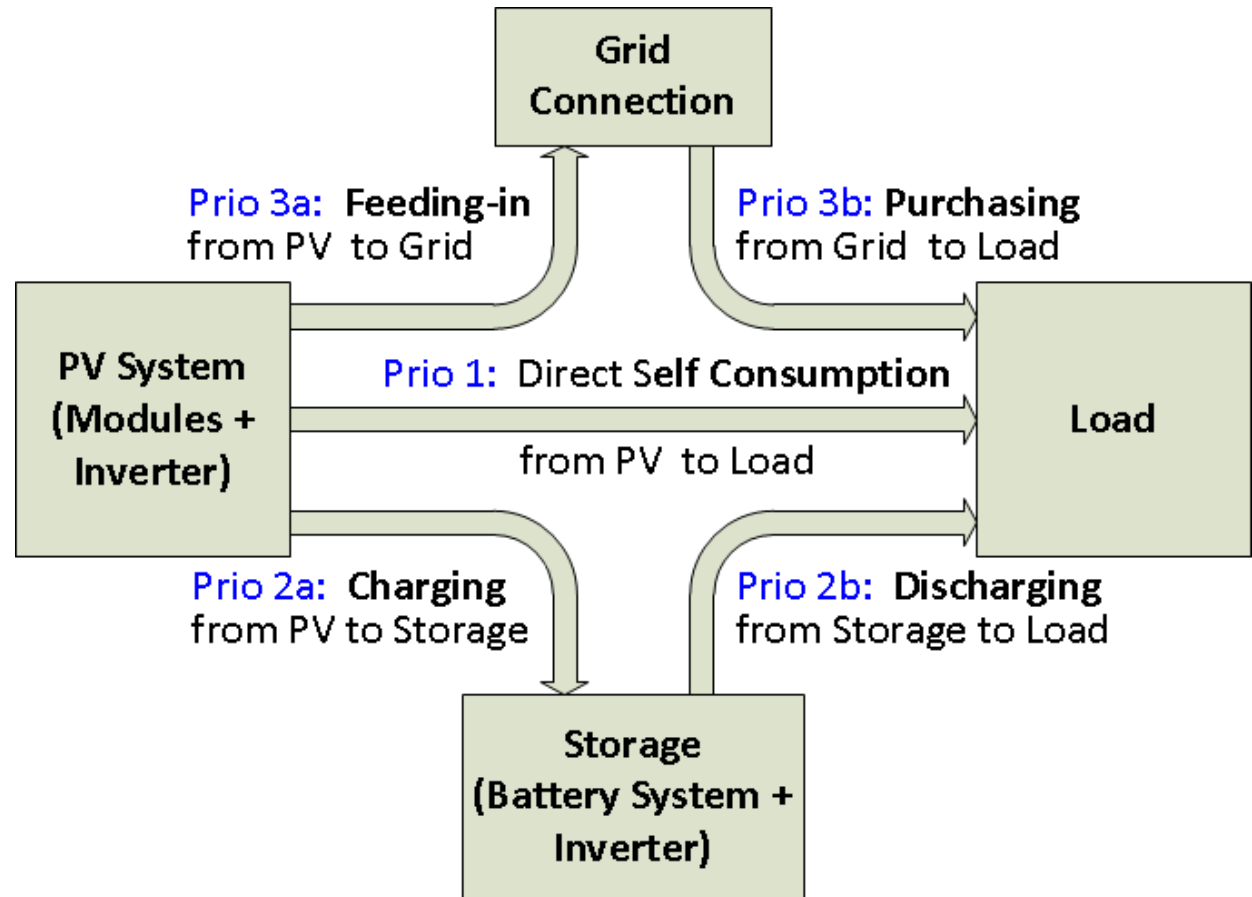 Grid
Connection
Prio 3a: Feeding-in
from PV to Grid
Prio 3b: Purchasing
from Grid to Load
PV System
(Modules +
Inverter)
Prio 1: Direct Self Consumption
from PV to Load
Load
Prio 2a: Charging
from PV to Storage
Prio 2b: Discharging
from Storage to Load
Storage
(Battery System +
Inverter)